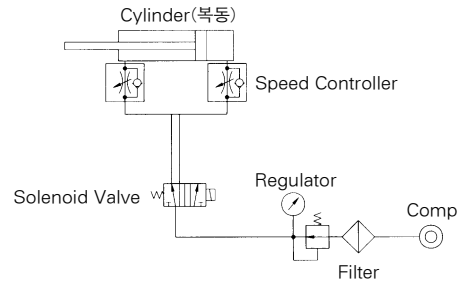 Cylinder(복동)
Speed Controller
Solenoid Valve
Regulator
Comp
Filter